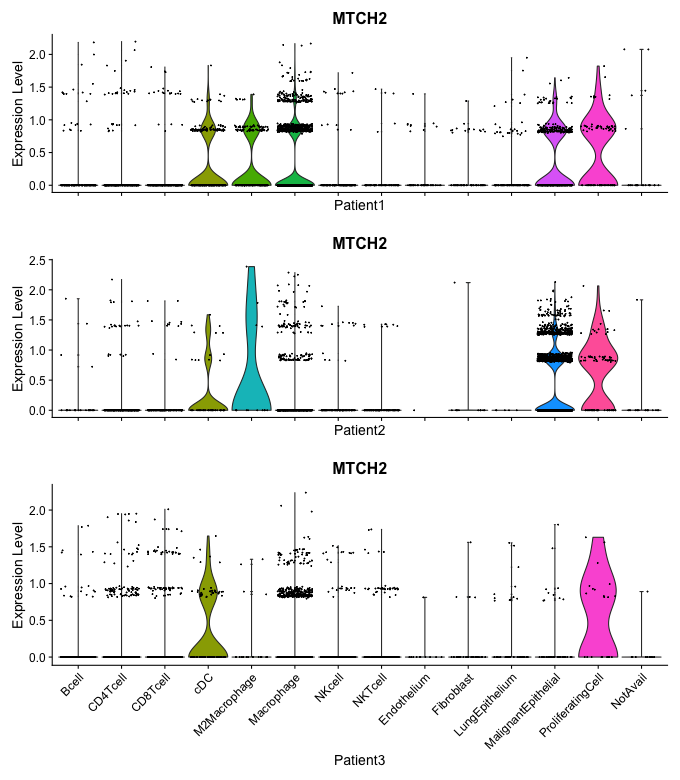 MTCH2
Expression Level
2.0
1.5
1.0
0.5
0.0
Patient1
MTCH2
Expression Level
2.5
2.0
1.5
1.0
0.5
0.0
Patient2
MTCH2
Expression Level
2.0
1.5
1.0
0.5
0.0
Bcell
CD4Tcell
CD8Tcell
cDC
M2Macrophage
Macrophage
NKcell
NKTcell
Endothelium
Fibroblast
LungEpithelium
MalignantEpithelial
ProliferatingCell
NotAvail
Patient3